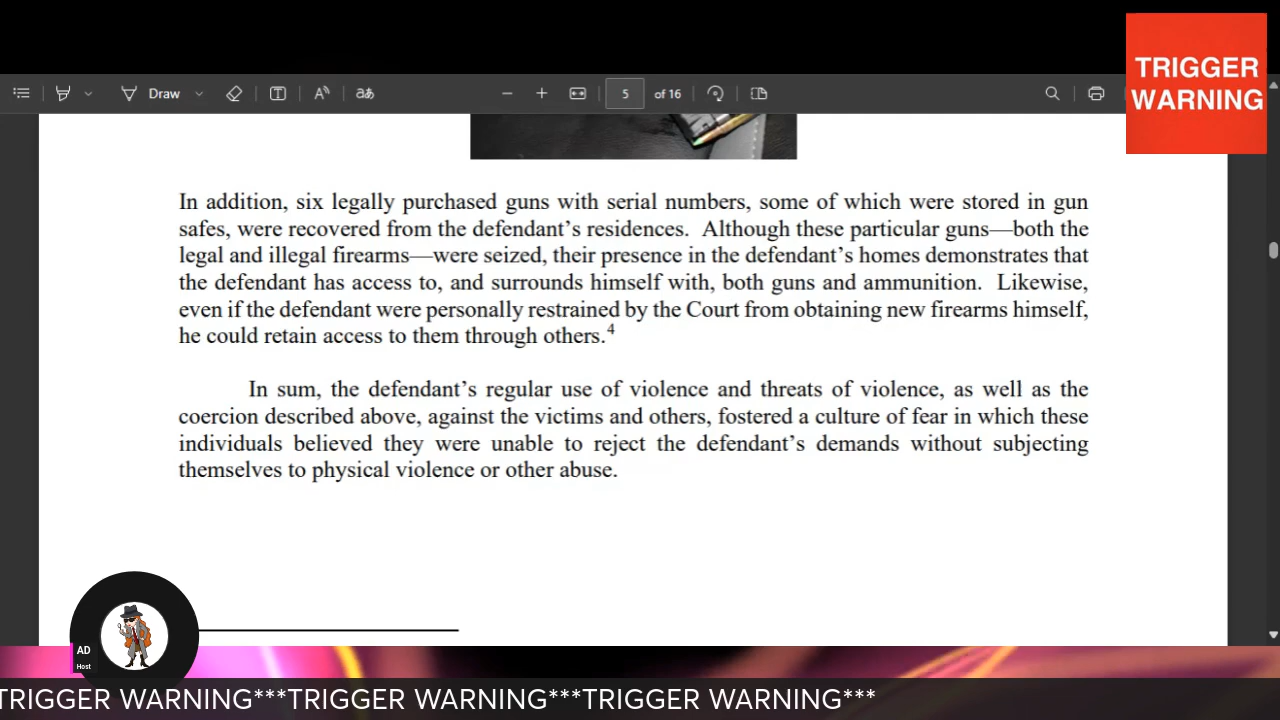 TRIGGER
WARNING
Draw
5
of 16
In addition, six legally purchased guns with serial numbers, some of which were stored in gun
safes, were recovered from the defendant's residences. Although these particular guns—both the
legal and illegal firearms—were seized, their presence in the defendant's homes demonstrates that
the defendant has access to, and surrounds himself with, both guns and ammunition. Likewise,
even if the defendant were personally restrained by the Court from obtaining new firearms himself,
he could retain access to them through others.4
In sum, the defendant's regular use of violence and threats of violence, as well as the
coercion described above, against the victims and others, fostered a culture of fear in which these
individuals believed they were unable to reject the defendant's demands without subjecting
themselves to physical violence or other abuse.
AD
Host
TRIGGER WARNING***TRIGGER WARNING***TRIGGER WARNING***